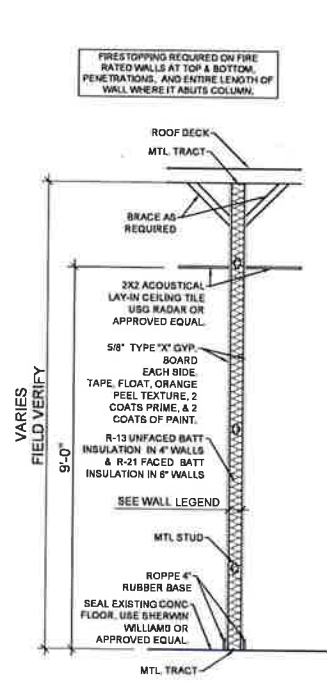 FIRESTOPPING REQUIRED ON FIRE
RATED WALLS AT TOP & BOTTOM,
PENETRATIONS, AND ENTIRE LENGTH OF
WALL WHERE IT ABUTS COLUMN.
ROOF DECK
MTL. TRACT
BRACE AS
REQUIRED
2X2 ACOUSTICAL
LAY-IN CEILING TILE
USG RADAR OR
APPROVED EQUAL
5/8" TYPE "X" GYP.
BOARD
EACH SIDE.
TAPE, FLOAT, ORANGE
PEEL TEXTURE, 2
COATS PRIME, & 2
COATS OF PAINT.
VARIES
FIELD VERIFY
9'-0"
R-13 UNFACED BATT
INSULATION IN 4" WALLS
& R-21 FACED BATT
INSULATION IN 6" WALLS
SEE WALL LEGEND
MTL STUD
ROPPE 4"
RUBBER BASE
SEAL EXISTING CONC
FLOOR, USE SHERWIN
WILLIAMS OR
APPROVED EQUAL
MTL. TRACT